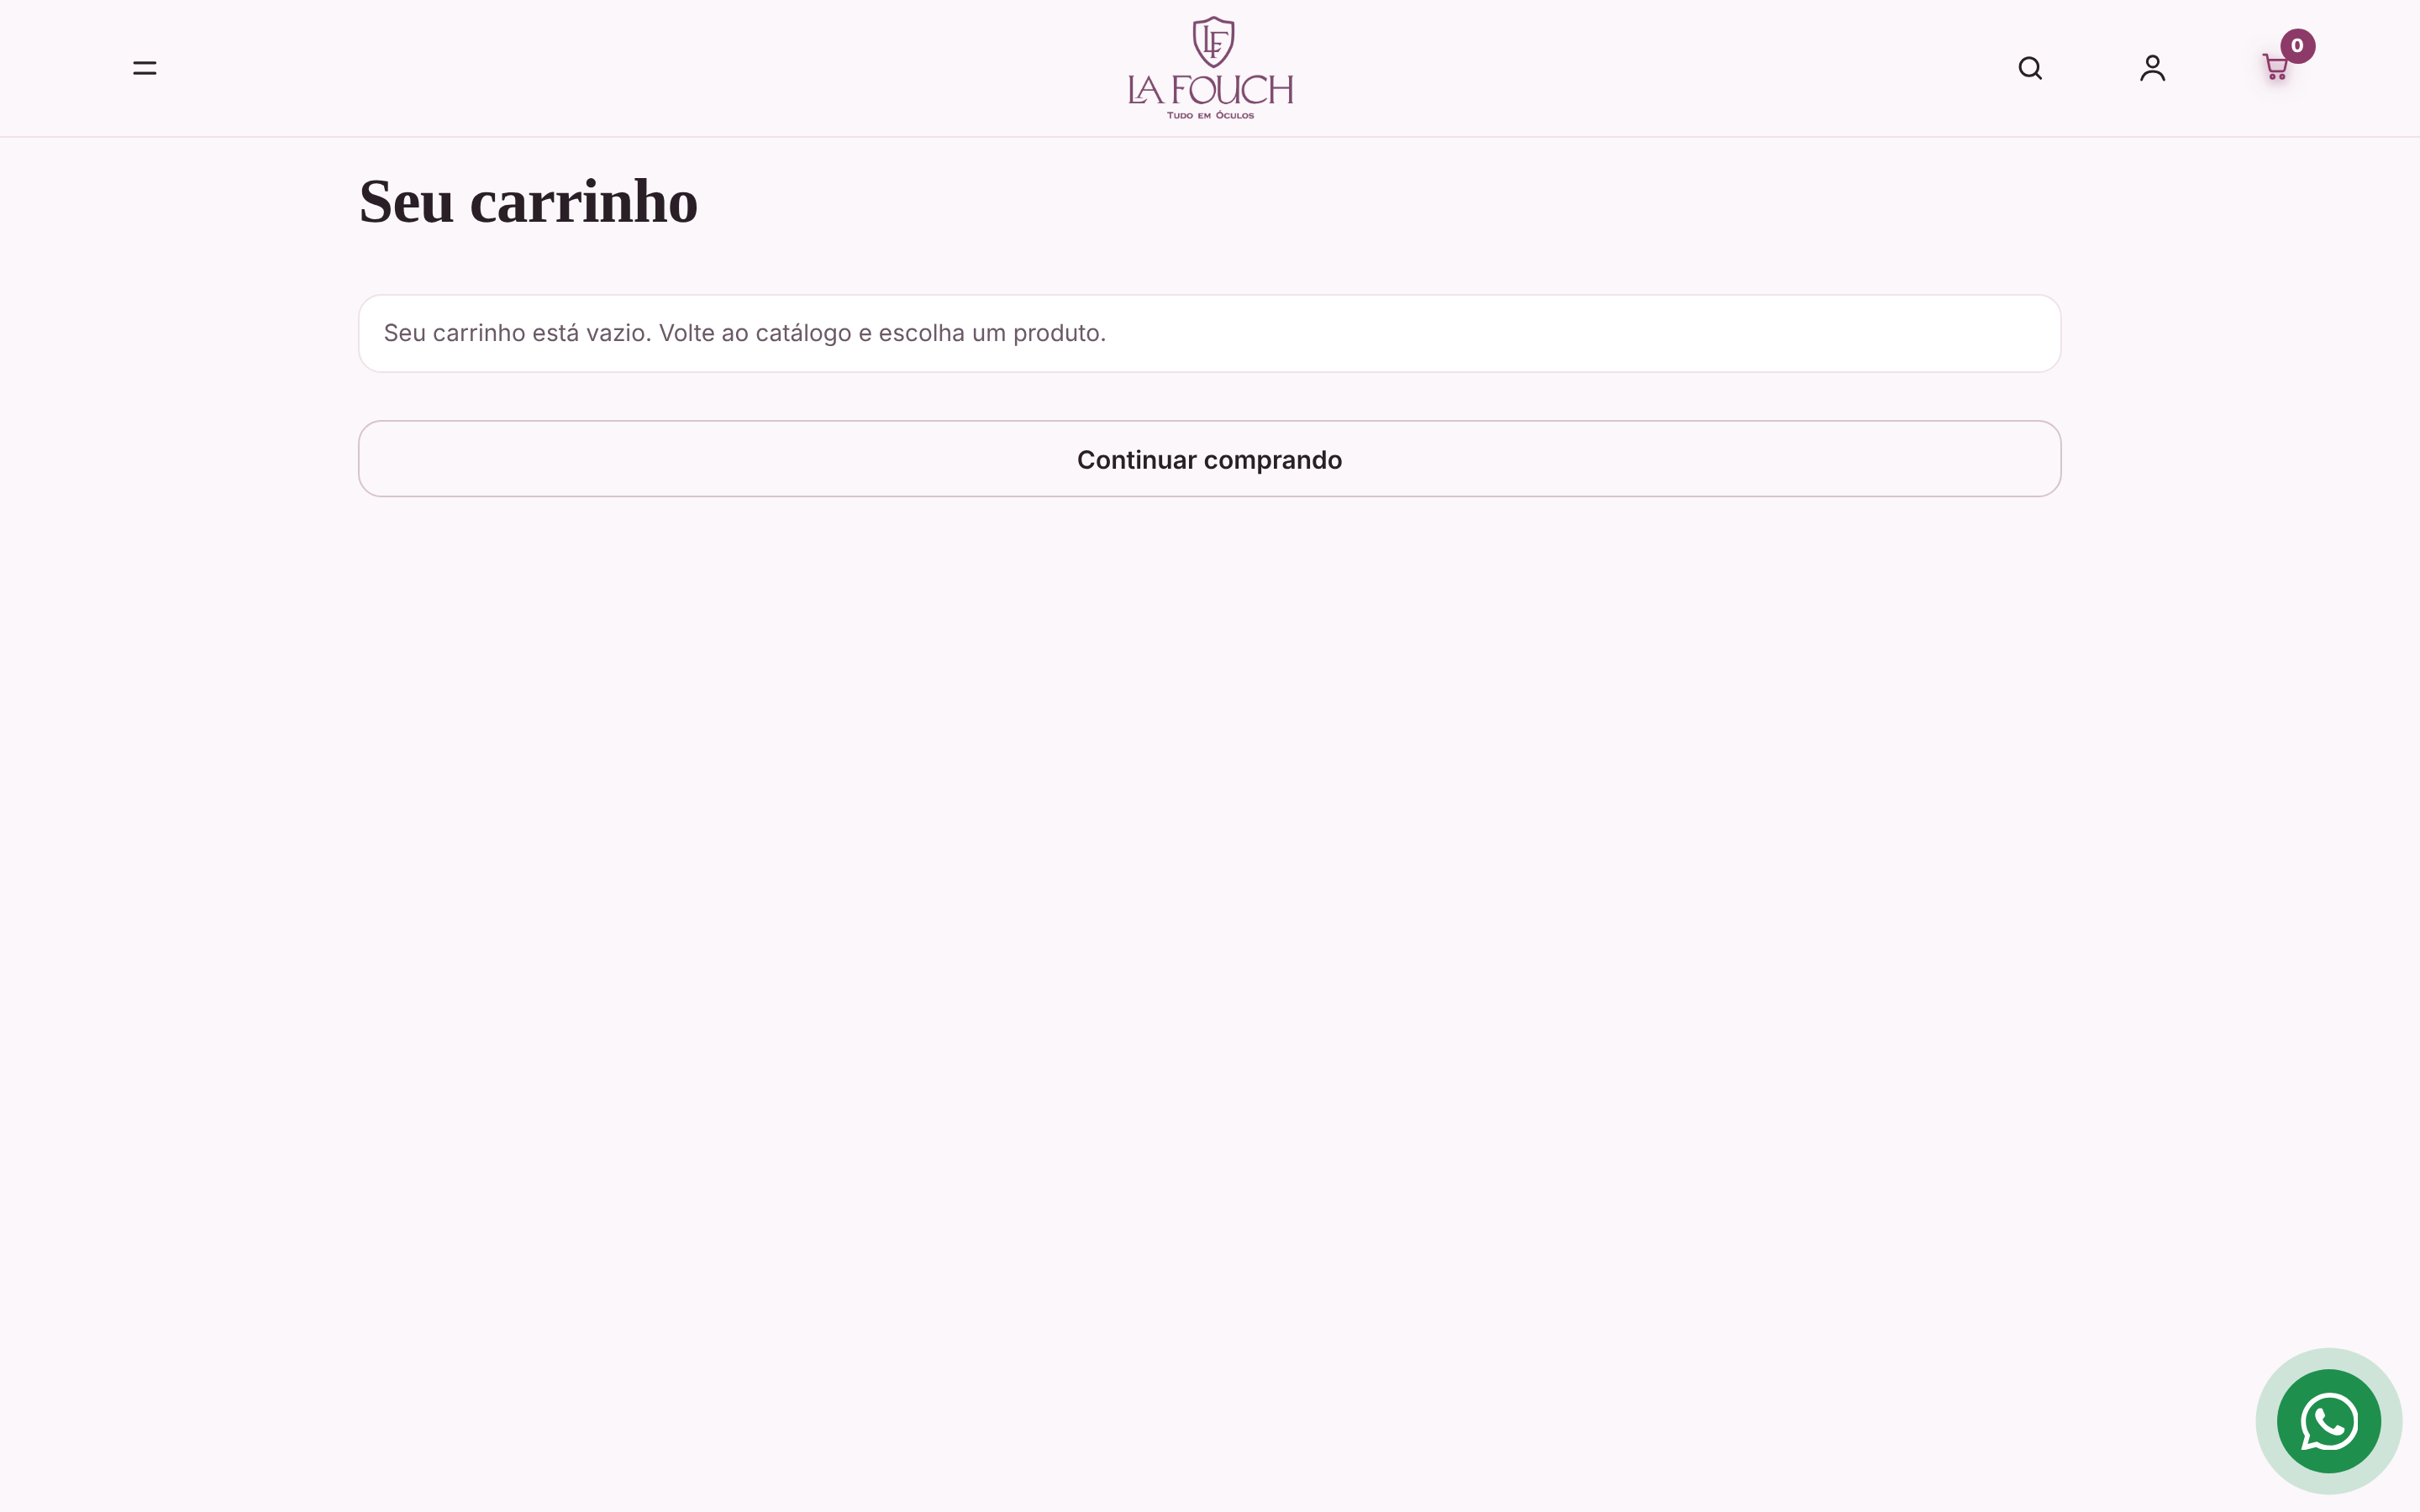 LF
LA FOUCH
Tudo em Óculos
0
Seu carrinho
Seu carrinho está vazio. Volte ao catálogo e escolha um produto.
Continuar comprando